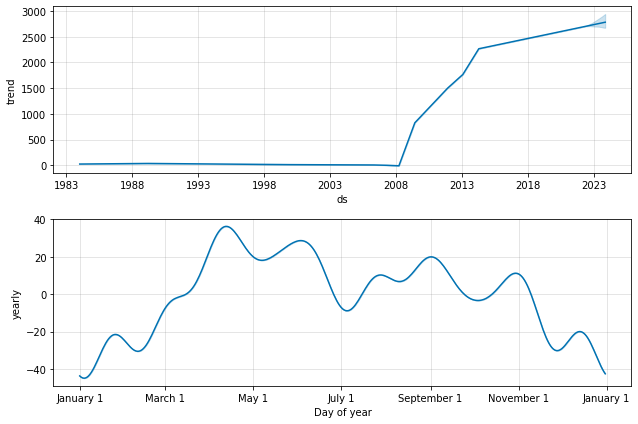 3000
2500
2000
1500
1000
500
0
trend
1983 1988 1993 1998 2003 2008 2013 2018 2023
ds
40
20
0
−20
−40
yearly
January 1 March 1 May 1 July 1 September 1 November 1 January 1
Day of year